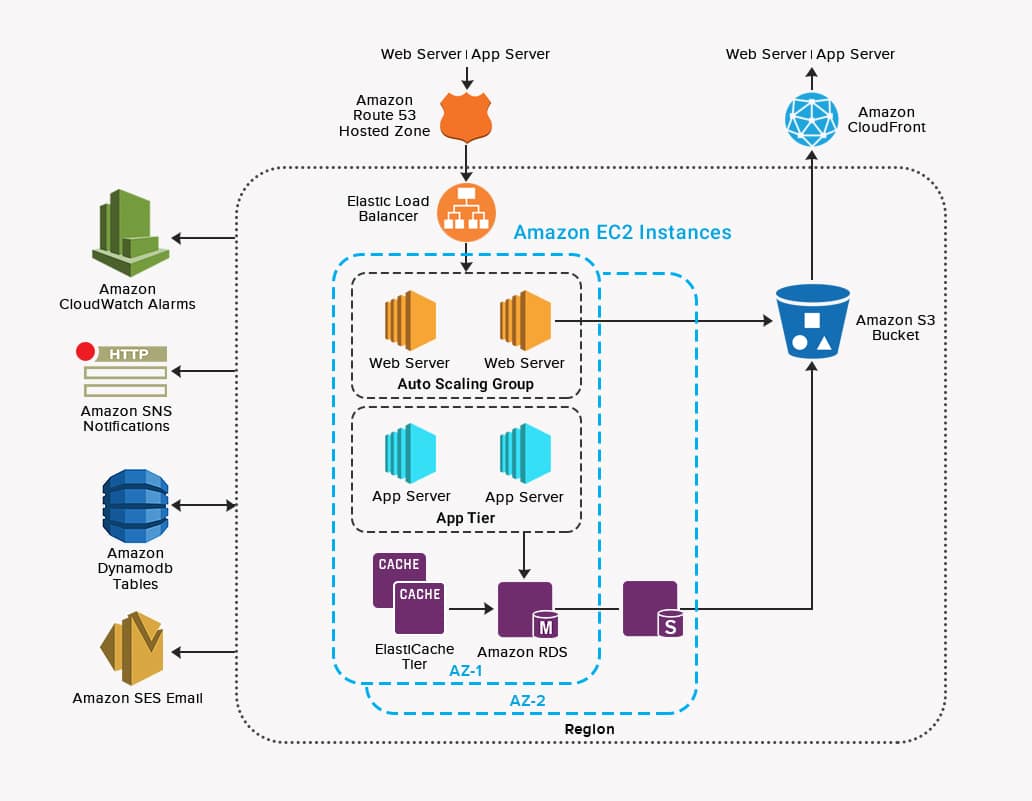 Web Server | App Server
Web Server | App Server
Amazon
Route 53
Hosted Zone
Amazon
CloudFront
Elastic Load
Balancer
Amazon EC2 Instances
Amazon
CloudWatch Alarms
Web Server
Web Server
Auto Scaling Group
Amazon S3
Bucket
HTTP
Amazon SNS
Notifications
App Server
App Server
App Tier
Amazon
Dynamodb
Tables
CACHE
CACHE
M
S
ElastiCache
Tier
Amazon RDS
AZ-1
Amazon SES Email
AZ-2
Region